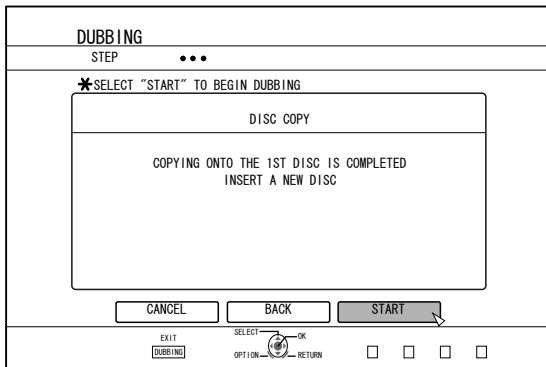 DUBBING
STEP
*SELECT "START" TO BEGIN DUBBING
DISC COPY
COPYING ONTO THE 1ST DISC IS COMPLETED
INSERT A NEW DISC
CANCEL BACK START
EXIT
DUBBING
SELECT OK
OPTION RETURN